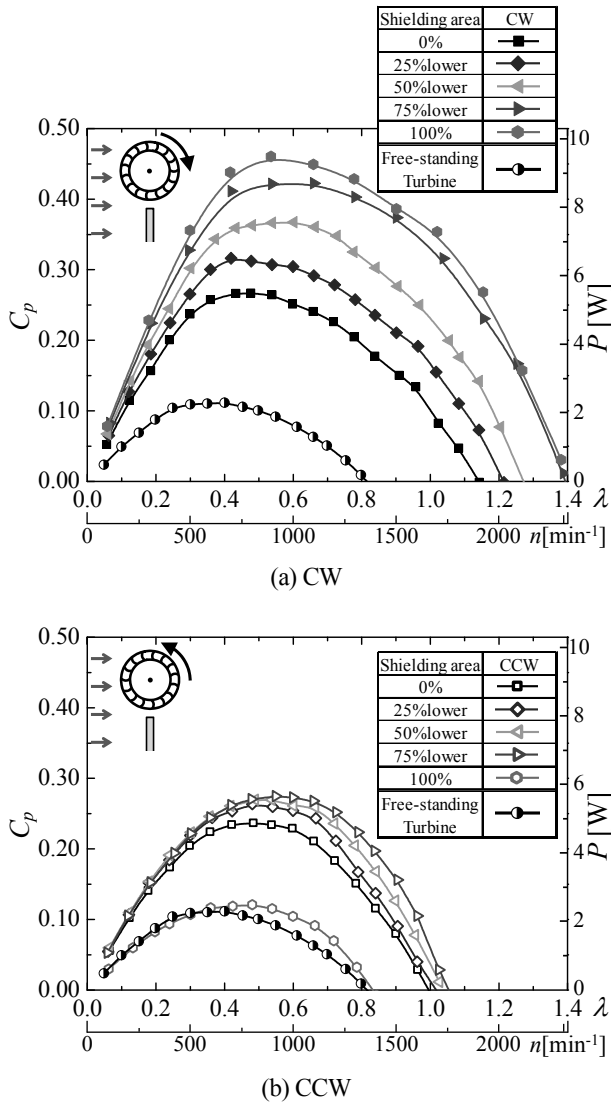 Shielding area CW
0%
25%lower
50%lower
75%lower
100%
Free-standing Turbine
0.50
0.40
0.30
0.20
0.10
0.00
C_p
10
8
6
4
2
0
P [W]
0 0.2 0.4 0.6 0.8 1.0 1.2 1.4 λ
0 500 1000 1500 2000 n[min⁻¹]
(a) CW
Shielding area CCW
0%
25%lower
50%lower
75%lower
100%
Free-standing Turbine
0.50
0.40
0.30
0.20
0.10
0.00
C_p
10
8
6
4
2
0
P [W]
0 0.2 0.4 0.6 0.8 1.0 1.2 1.4 λ
0 500 1000 1500 2000 n[min⁻¹]
(b) CCW